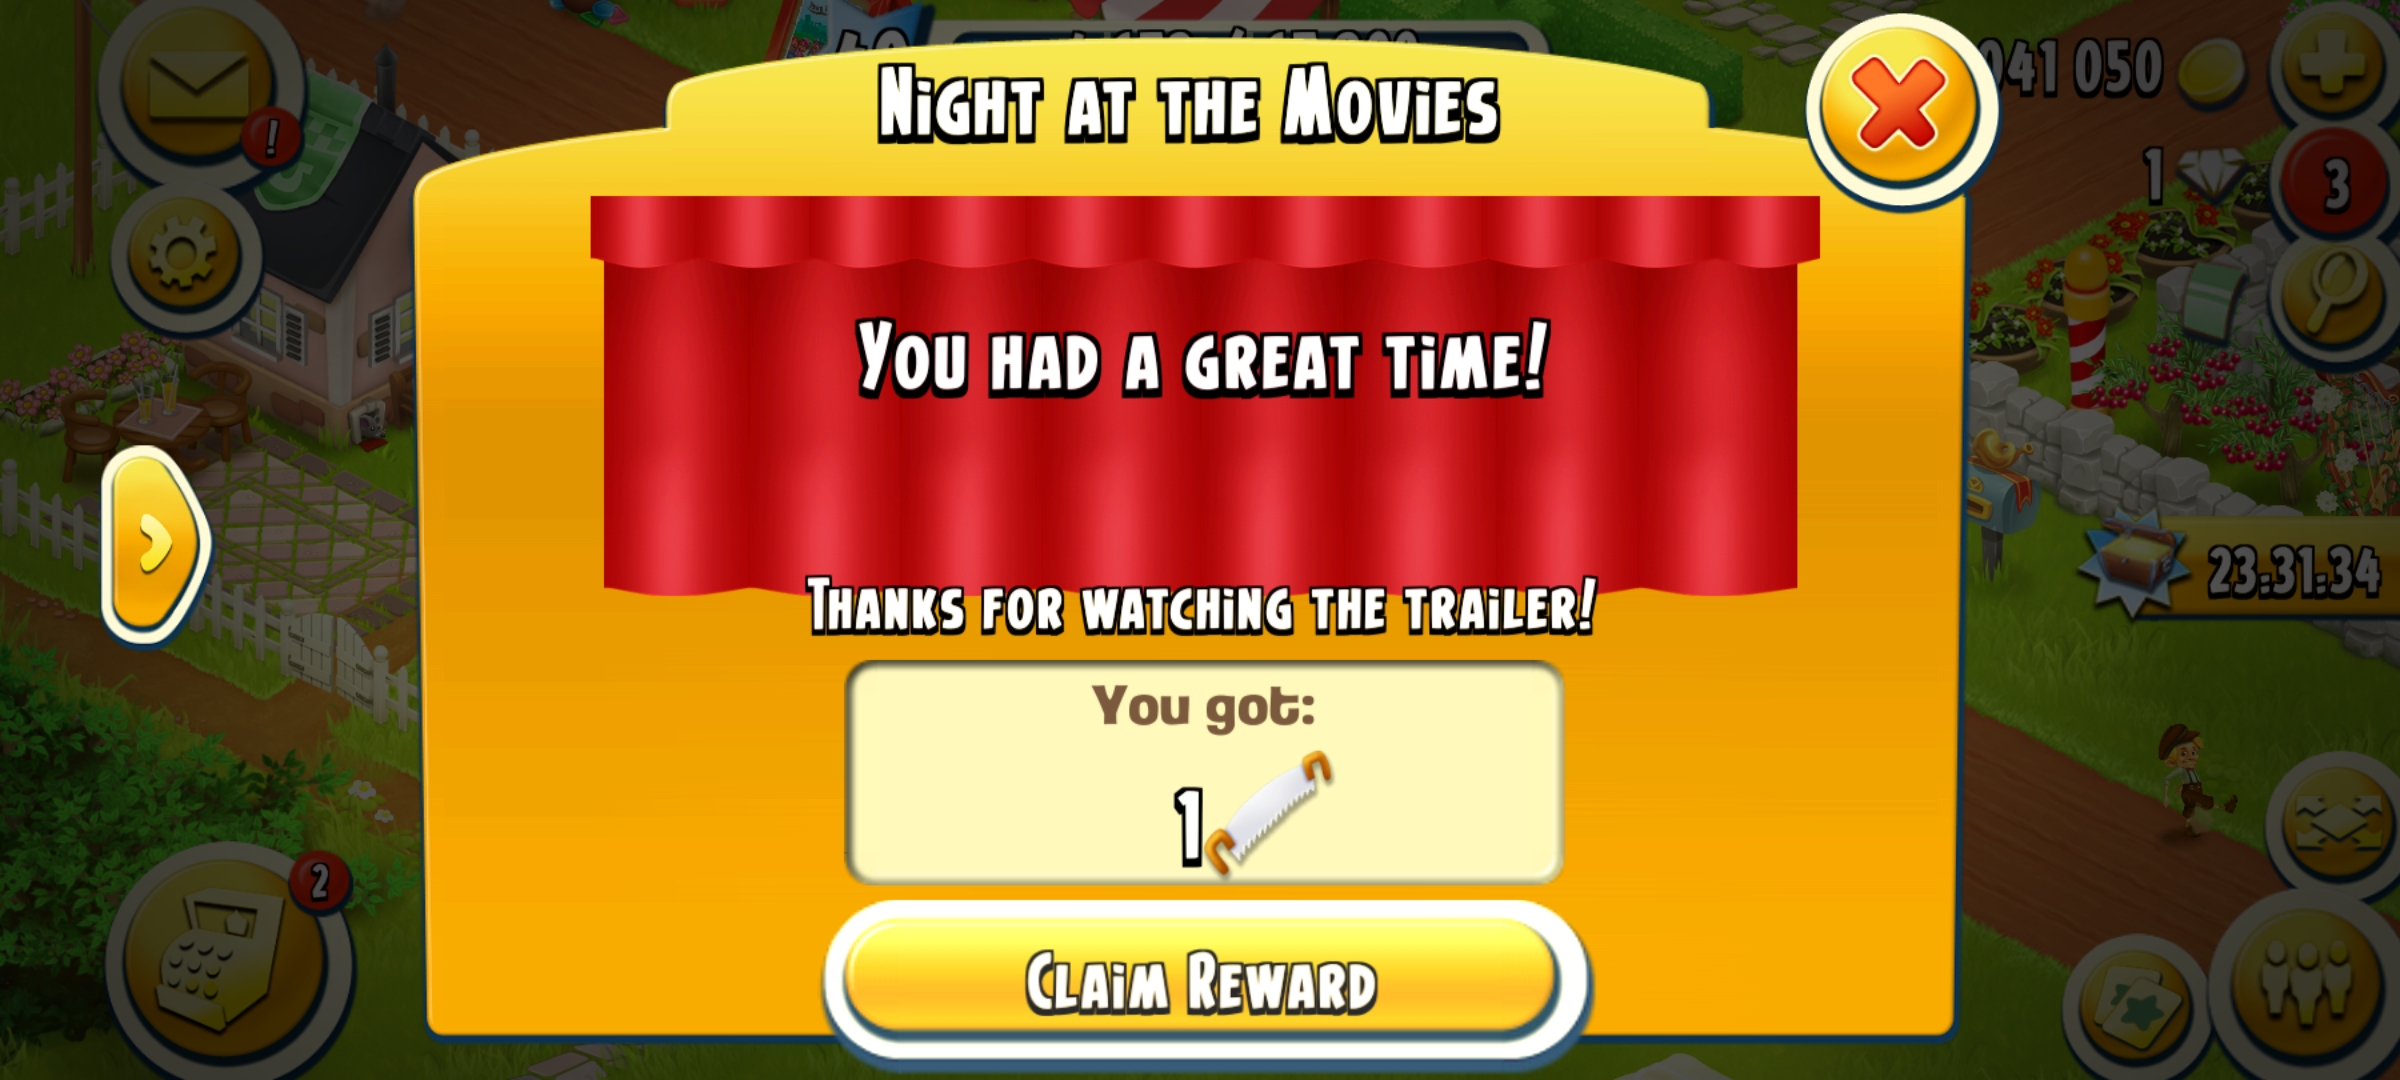 Night at the Movies
041 050
!
1
3
You had a great time!
23:31:34
Thanks for watching the trailer!
You got:
1
Claim Reward
2